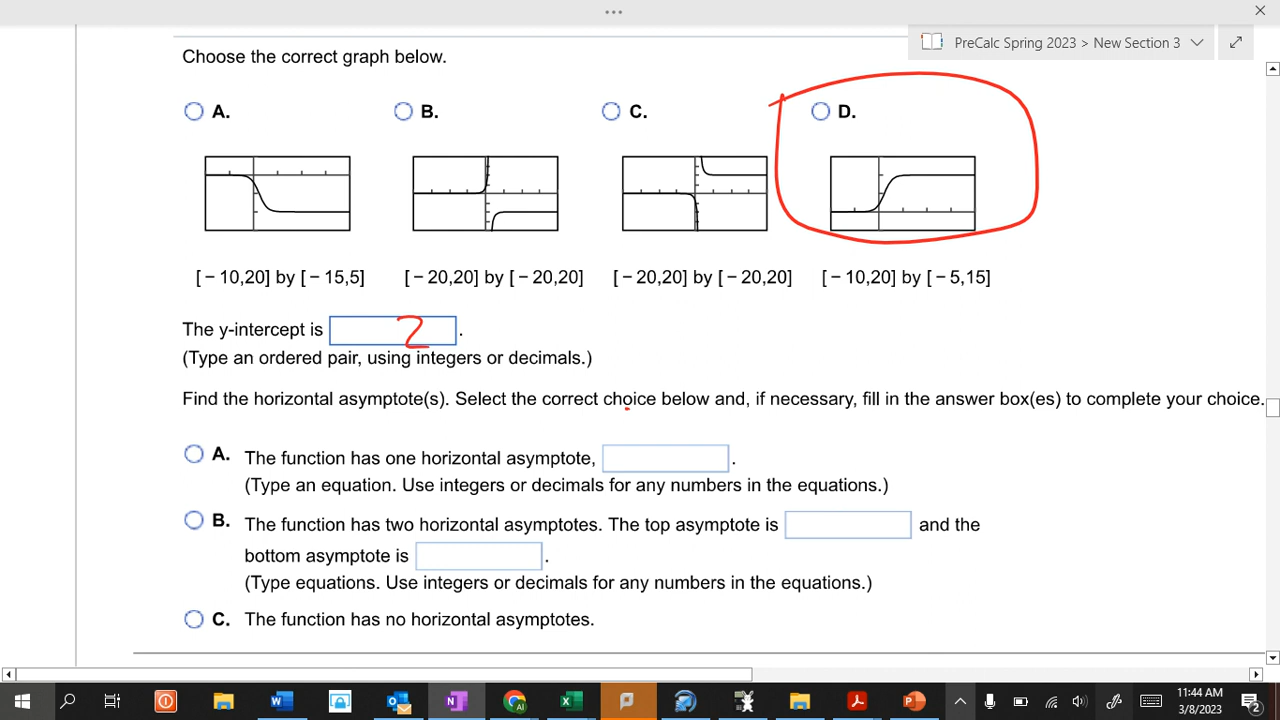 PreCalc Spring 2023 > New Section 3
Choose the correct graph below.
A. B. C. D.
[-10,20] by [-15,5] [-20,20] by [-20,20] [-20,20] by [-20,20] [-10,20] by [-5,15]
The y-intercept is 2 .
(Type an ordered pair, using integers or decimals.)
Find the horizontal asymptote(s). Select the correct choice below and, if necessary, fill in the answer box(es) to complete your choice.
A. The function has one horizontal asymptote, .
(Type an equation. Use integers or decimals for any numbers in the equations.)
B. The function has two horizontal asymptotes. The top asymptote is and the
bottom asymptote is .
(Type equations. Use integers or decimals for any numbers in the equations.)
C. The function has no horizontal asymptotes.
11:44 AM
3/8/2023
2